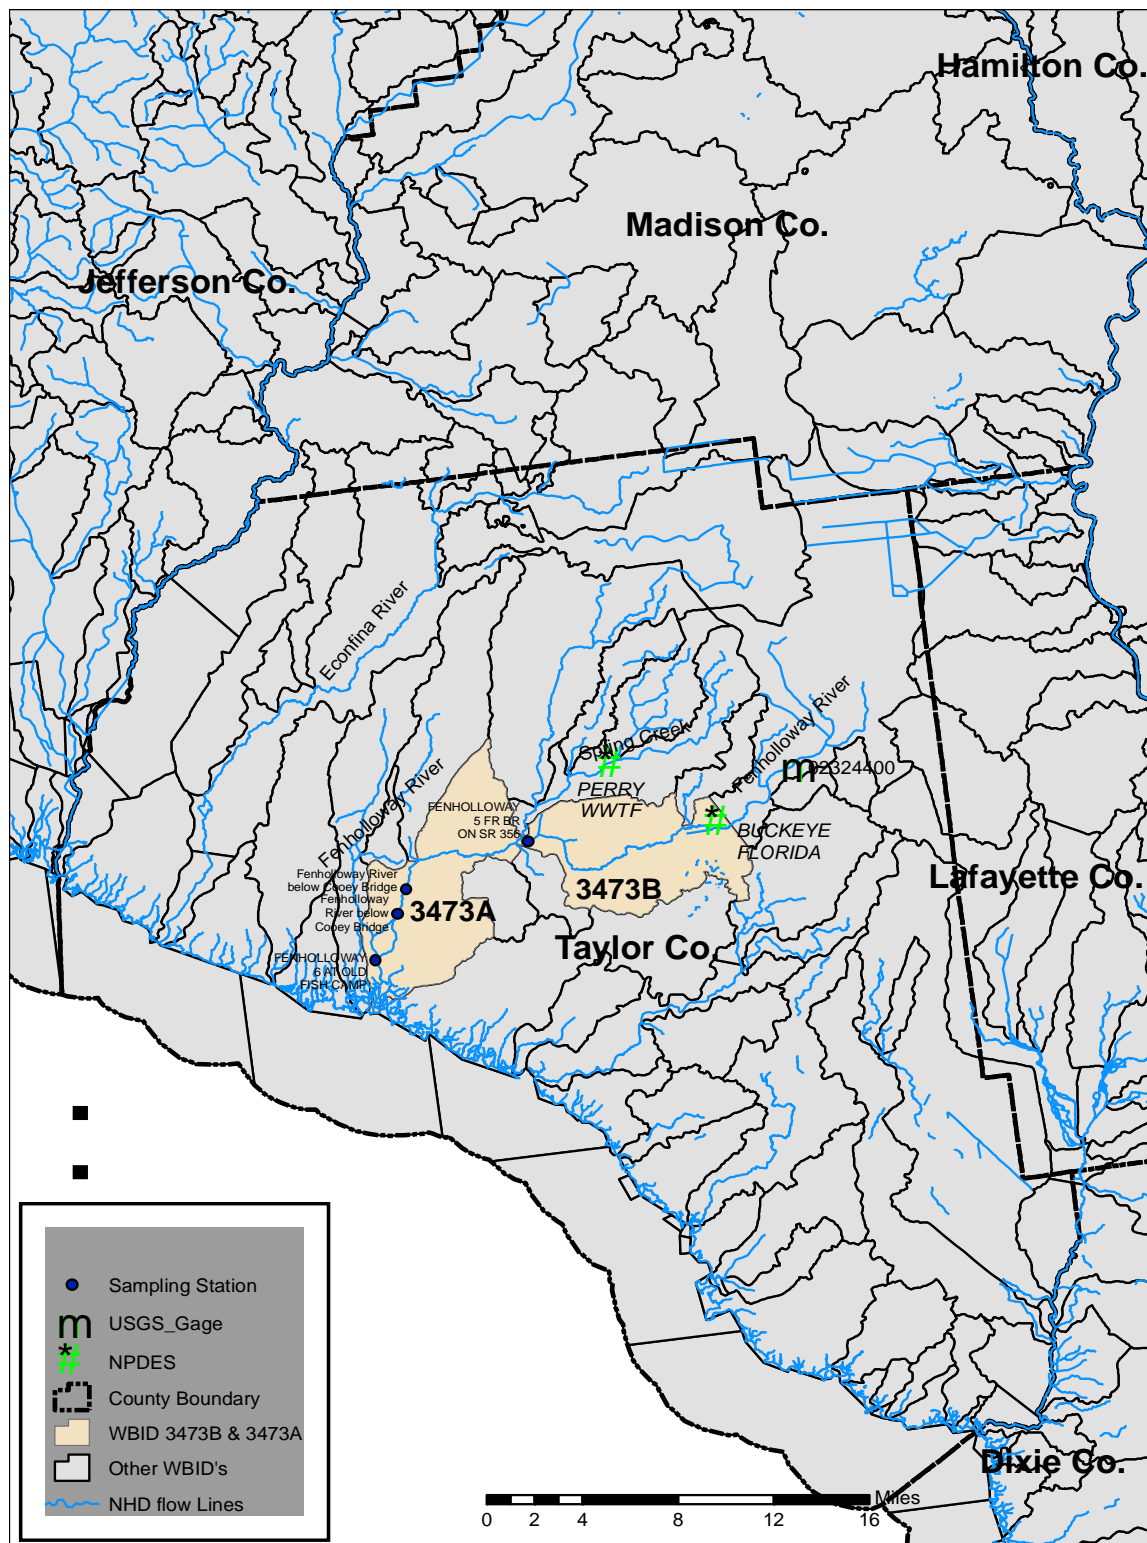 Hamilton Co.
Madison Co.
Jefferson Co.
Econfina River
Spring Creek
Fenholloway River
m
02324400
#
PERRY
WWTF
Fenholloway River
FENHOLLOWAY
5 FR BR
ON SR 356
*
#
BUCKEYE
FLORIDA
Fenholloway River
below Cooey Bridge
Fenholloway
River below
Cooey Bridge
3473A
3473B
Lafayette Co.
Taylor Co.
FENHOLLOWAY
6 AT OLD
FISH CAMP
Sampling Station
m USGS_Gage
*
# NPDES
County Boundary
WBID 3473B & 3473A
Other WBID's
NHD flow Lines
Dixie Co.
Miles
0 2 4 8 12 16